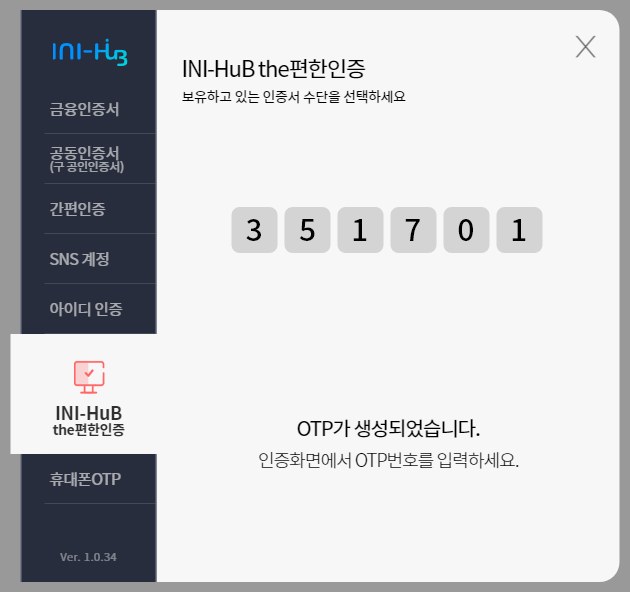 INI-HuB
금융인증서
공동인증서
(구 공인인증서)
간편인증
SNS 계정
아이디 인증
INI-HuB
the편한인증
휴대폰OTP
Ver. 1.0.34
INI-HuB the편한인증
보유하고 있는 인증서 수단을 선택하세요
3 5 1 7 0 1
OTP가 생성되었습니다.
인증화면에서 OTP번호를 입력하세요.